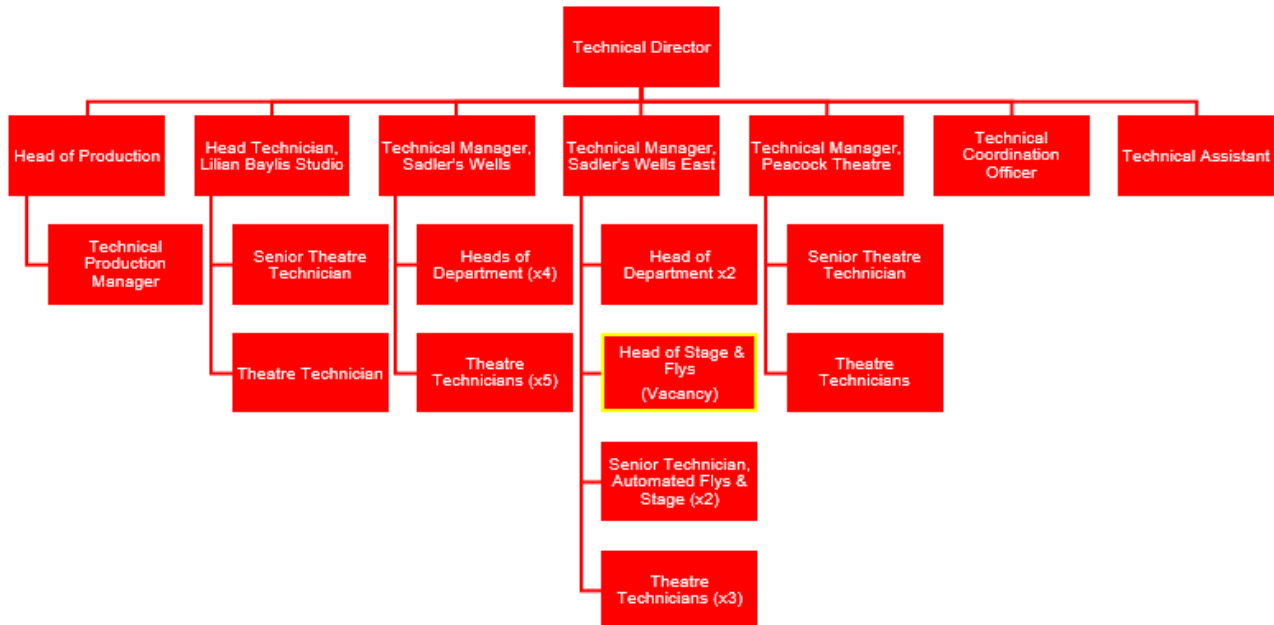 Technical Director
Head of Production
Head Technician,
Lilian Baylis Studio
Technical Manager,
Sadler's Wells
Technical Manager,
Sadler's Wells East
Technical Manager,
Peacock Theatre
Technical
Coordination
Officer
Technical Assistant
Technical
Production
Manager
Senior Theatre
Technician
Heads of
Department (x4)
Head of
Department x2
Senior Theatre
Technician
Theatre Technician
Theatre
Technicians (x5)
Head of Stage &
Flys
(Vacancy)
Theatre
Technicians
Senior Technician,
Automated Flys &
Stage (x2)
Theatre
Technicians (x3)